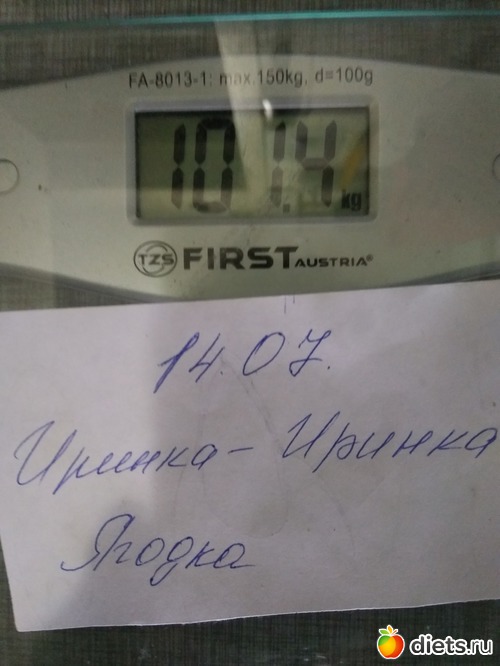 FA-8013-1: max.150kg, d=100g
101.4 kg
TZS FIRST AUSTRIA®
14.07.
Иринка - Иринка
Ягодка
diets.ru